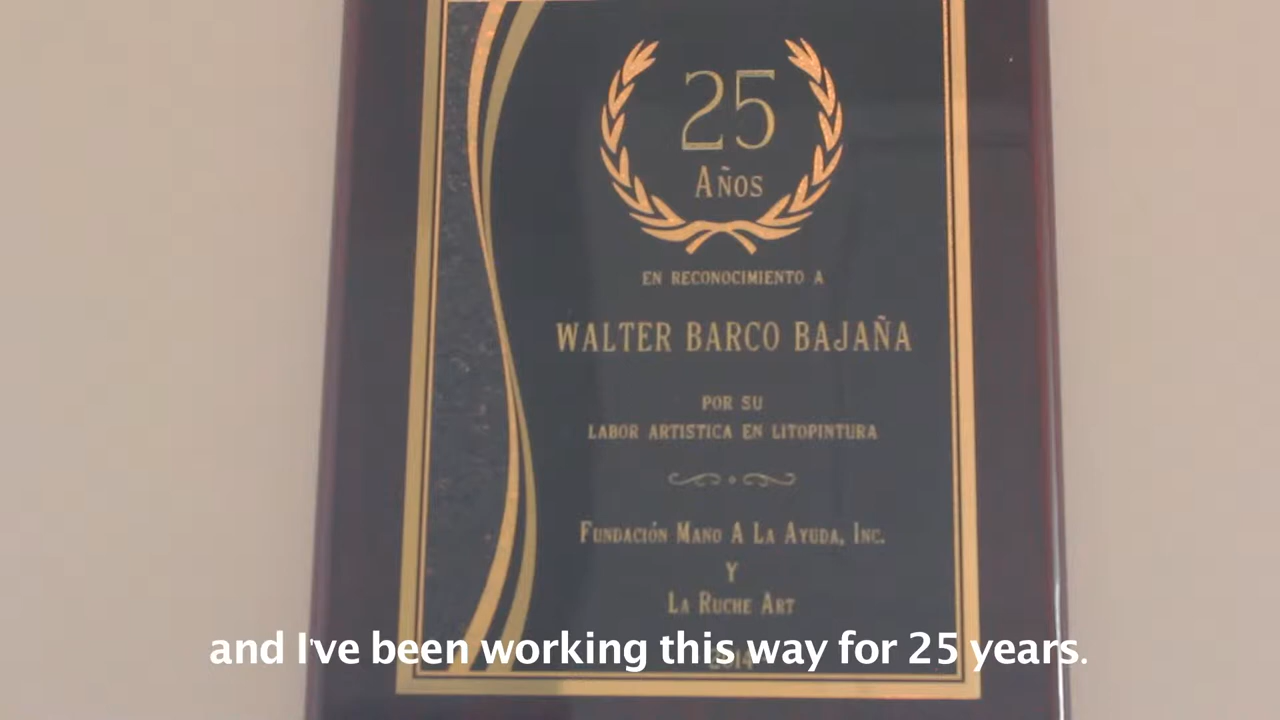 25
AÑOS
EN RECONOCIMIENTO A
WALTER BARCO BAJAÑA
POR SU
LABOR ARTISTICA EN LITOPINTURA
FUNDACIÓN MANO A LA AYUDA, INC.
Y
LA RUCHE ART
and I've been working this way for 25 years.